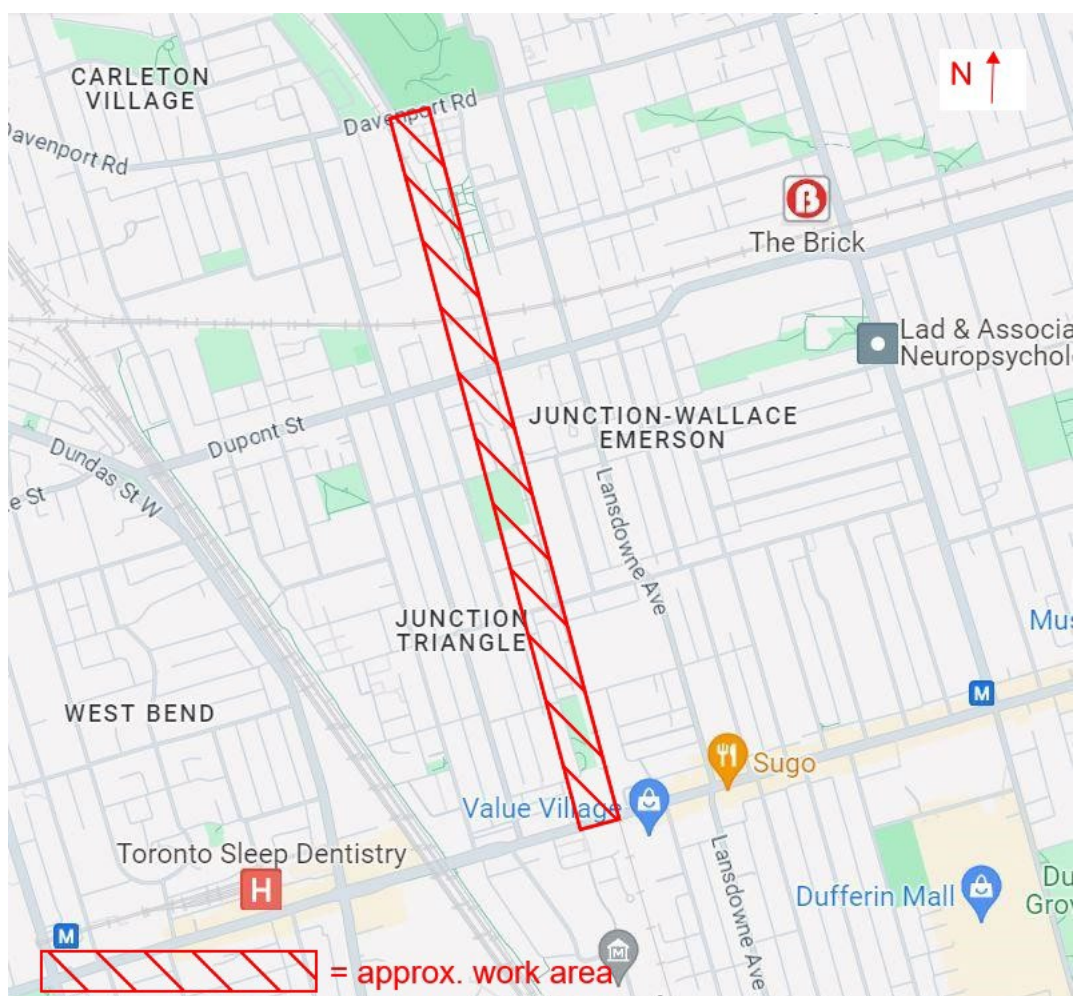 CARLETON
VILLAGE
N
Davenport Rd
Davenport Rd
The Brick
Lad & Associa
Neuropsychol
JUNCTION-WALLACE
EMERSON
Dupont St
Dundas St W
e St
Lansdowne Ave
JUNCTION
TRIANGLE
Mus
WEST BEND
M
Sugo
Value Village
Toronto Sleep Dentistry
H
Lansdowne Ave
Dufferin Mall
Du
Grov
M
= approx. work area